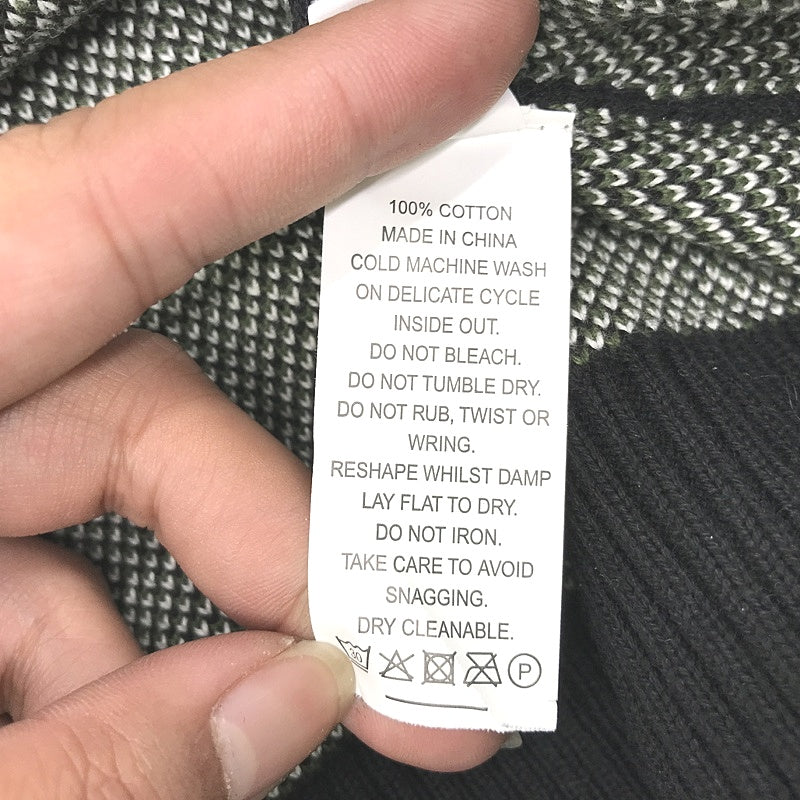 100% COTTON
MADE IN CHINA
COLD MACHINE WASH
ON DELICATE CYCLE
INSIDE OUT.
DO NOT BLEACH.
DO NOT TUMBLE DRY.
DO NOT RUB, TWIST OR
WRING.
RESHAPE WHILST DAMP
LAY FLAT TO DRY.
DO NOT IRON.
TAKE CARE TO AVOID
SNAGGING.
DRY CLEANABLE.
30 P